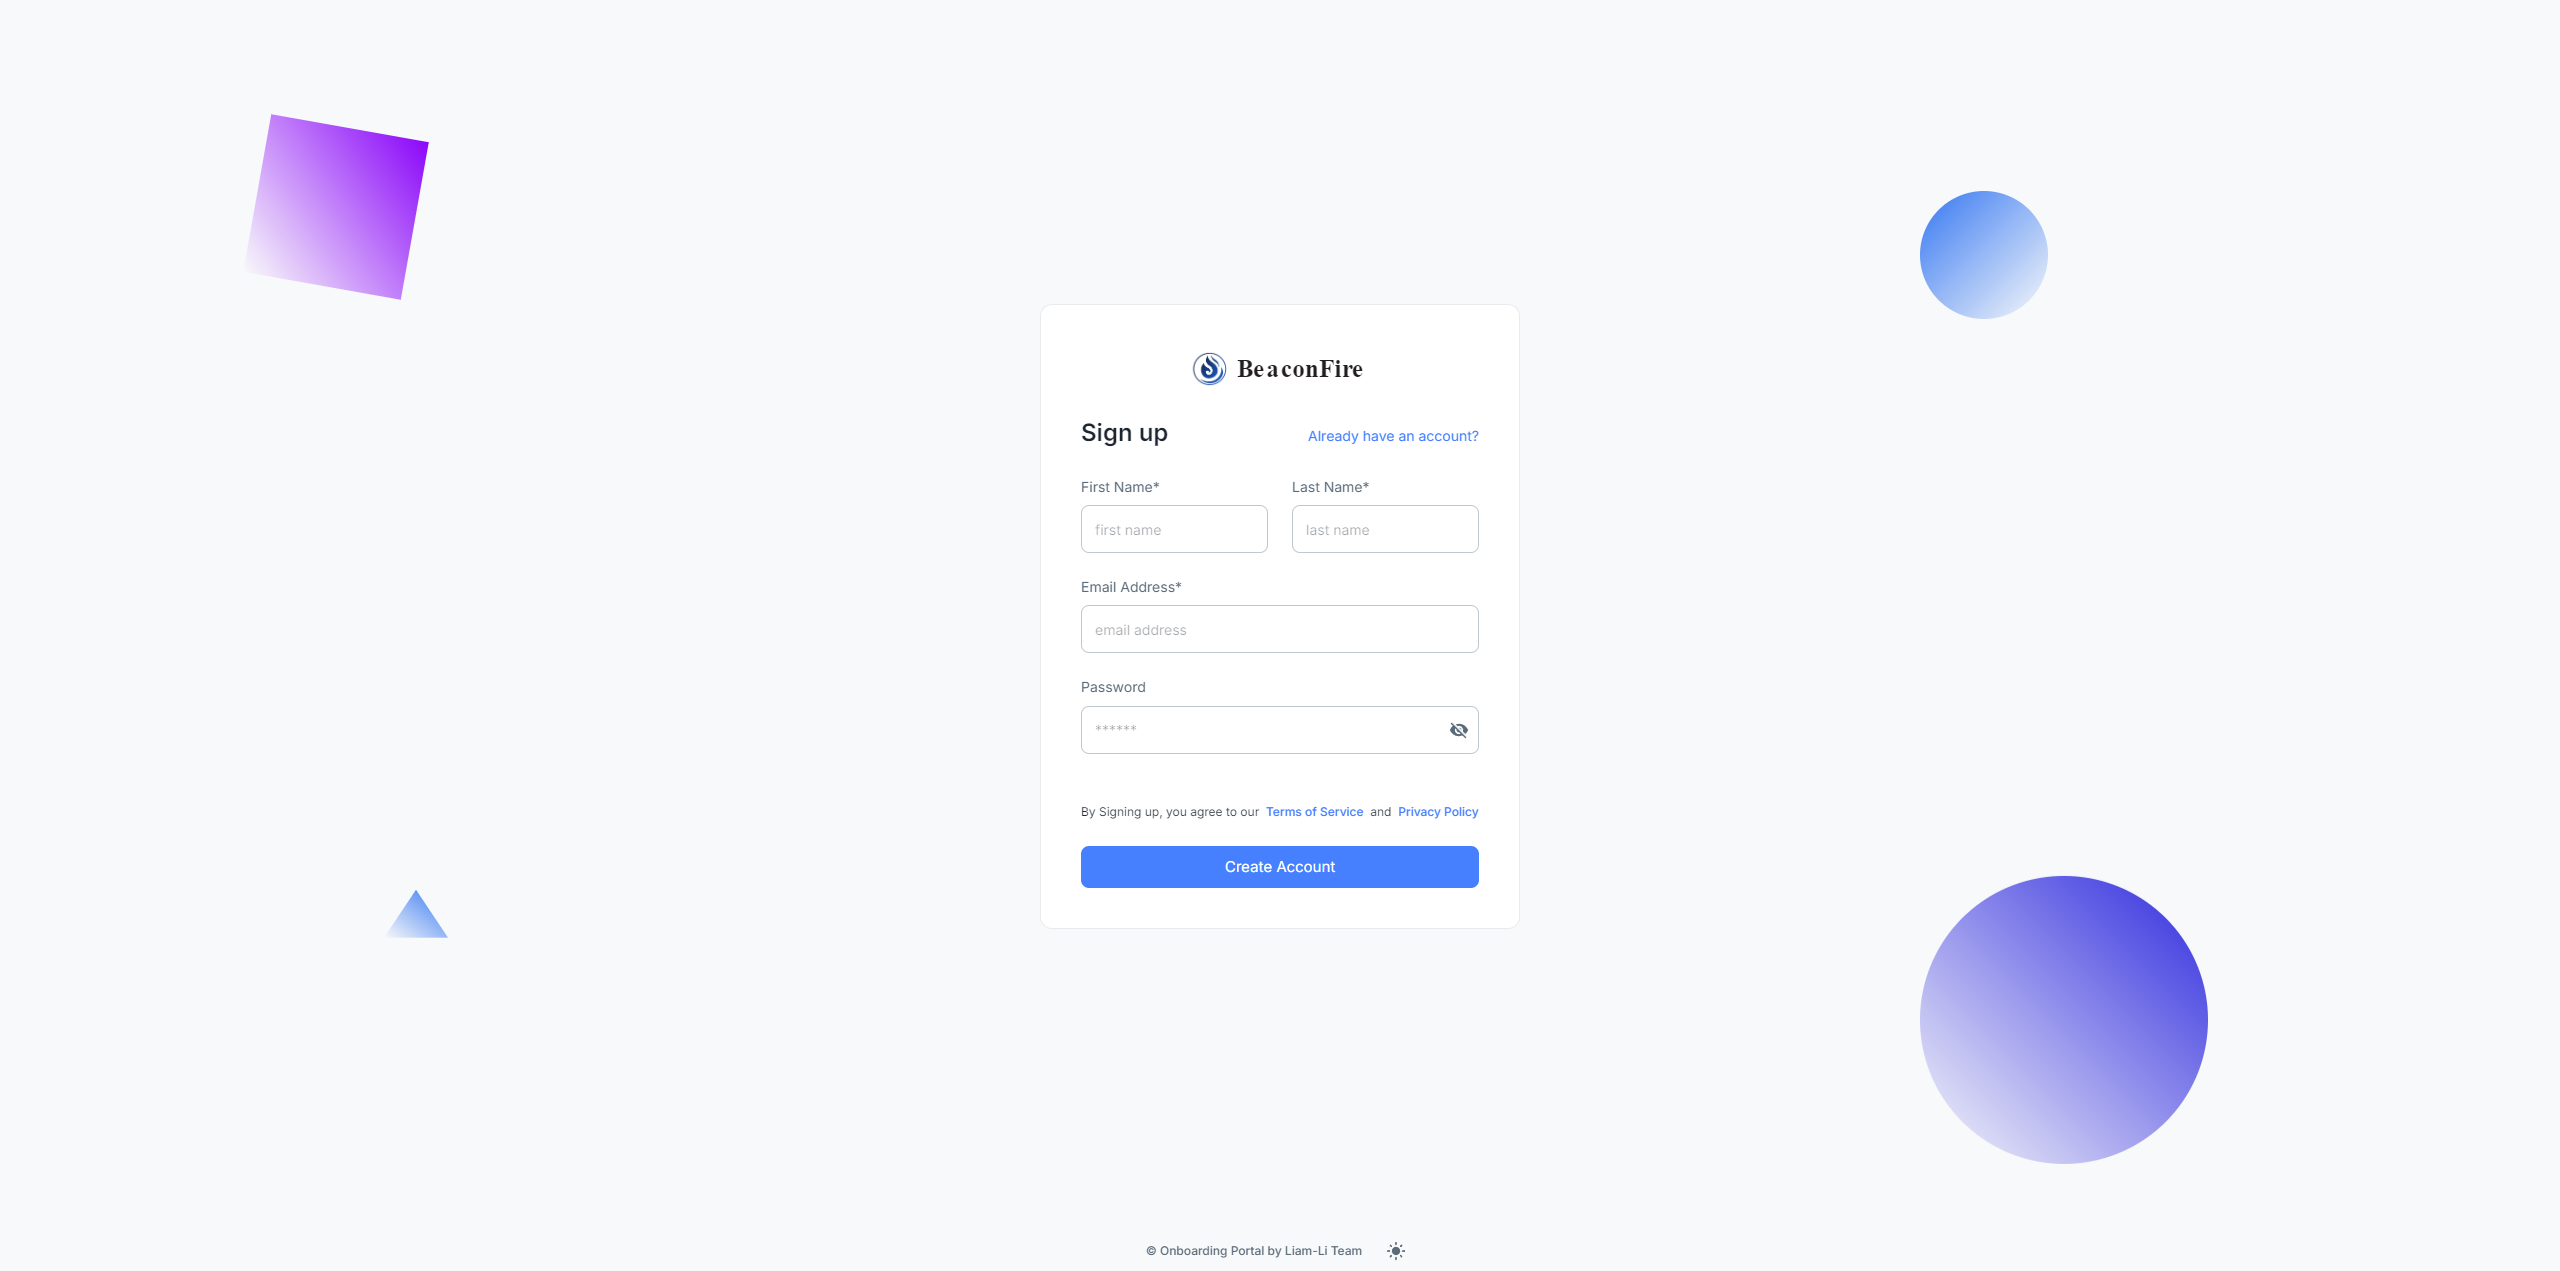 BeaconFire
Sign up
Already have an account?
First Name*
Last Name*
first name
last name
Email Address*
email address
Password
******
By Signing up, you agree to our Terms of Service and Privacy Policy
Create Account
© Onboarding Portal by Liam-Li Team